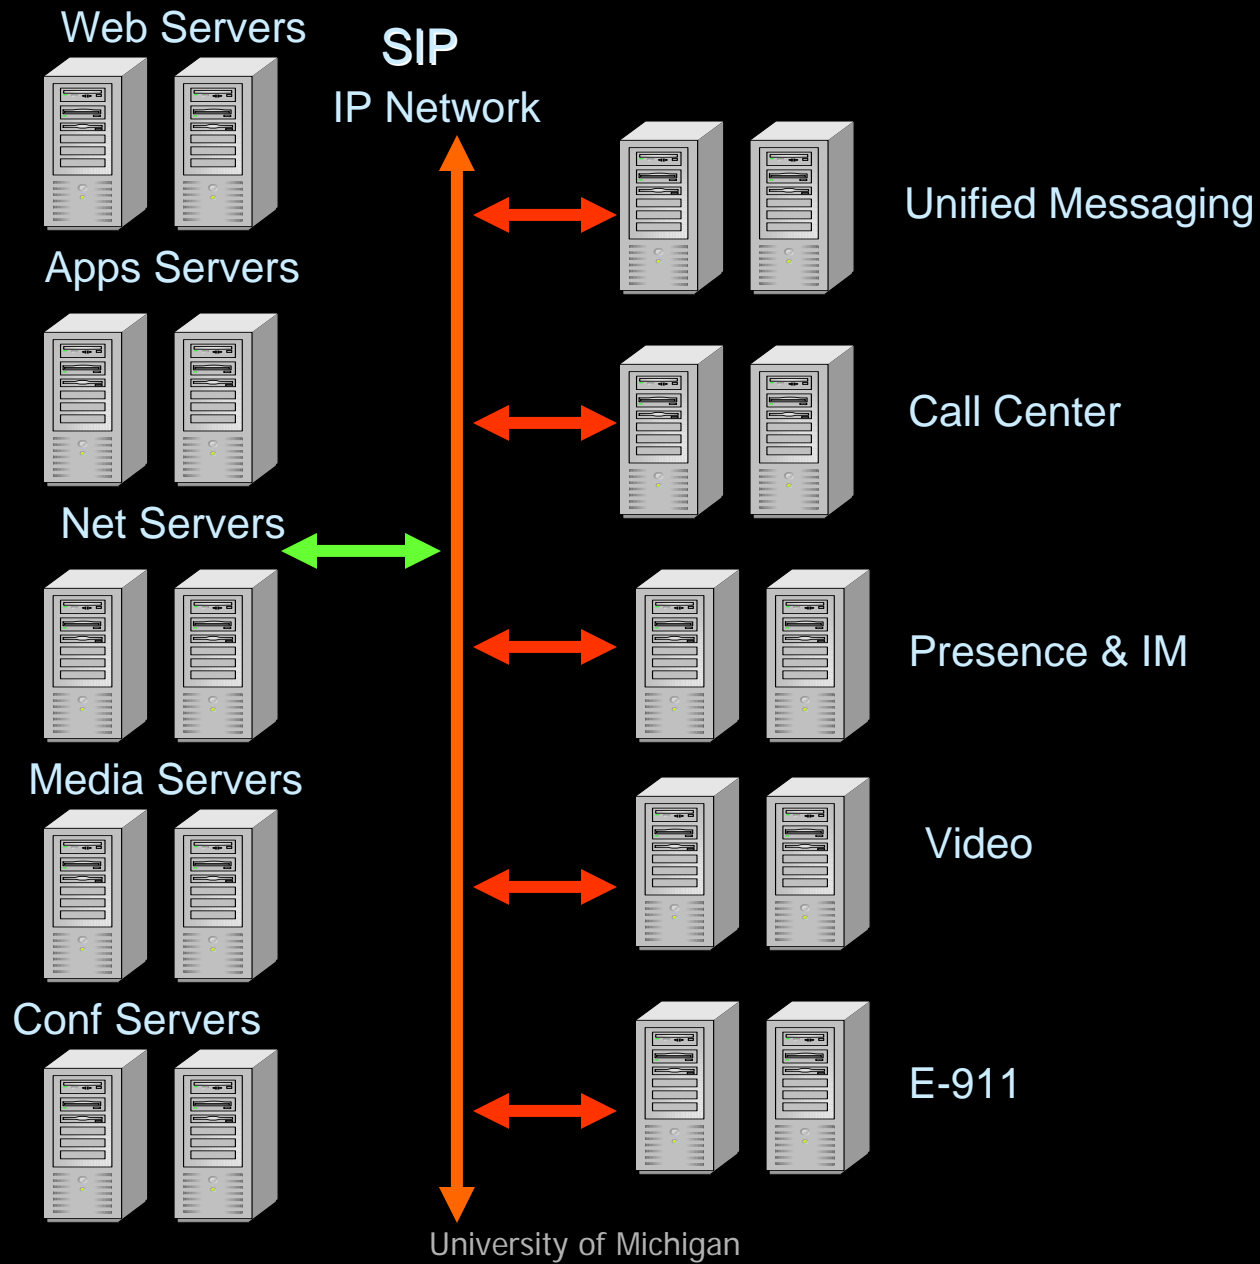 Web Servers
SIP
IP Network
Unified Messaging
Apps Servers
Call Center
Net Servers
Presence & IM
Media Servers
Video
Conf Servers
E-911
University of Michigan